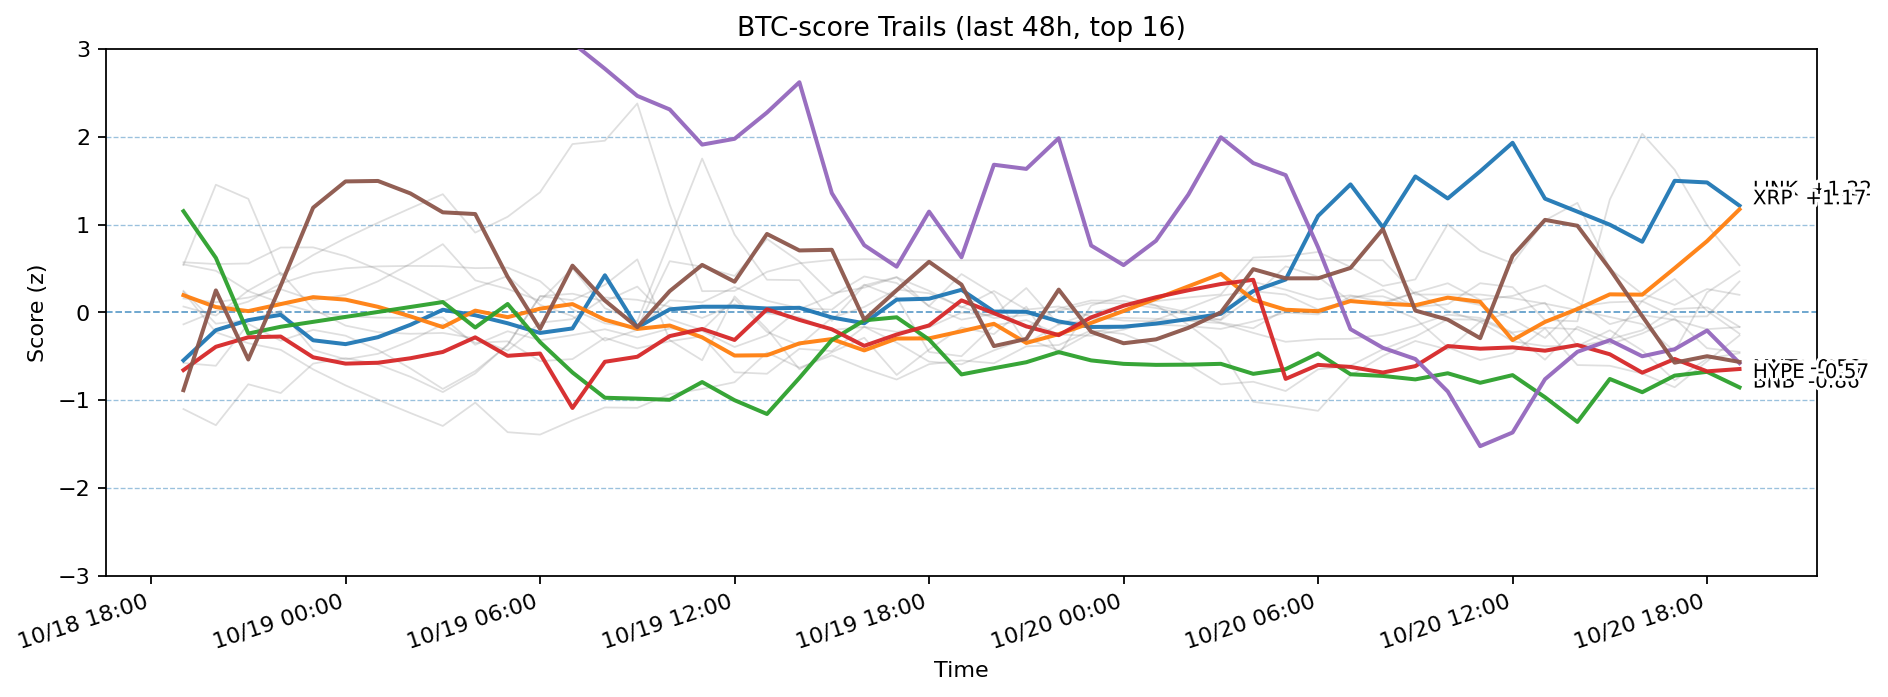 BTC-score Trails (last 48h, top 16)
3
2
1
0
−1
−2
−3
Score (z)
XRP +1.17
HYPE -0.57
BNB -0.86
10/18 18:00
10/19 00:00
10/19 06:00
10/19 12:00
10/19 18:00
10/20 00:00
10/20 06:00
10/20 12:00
10/20 18:00
Time